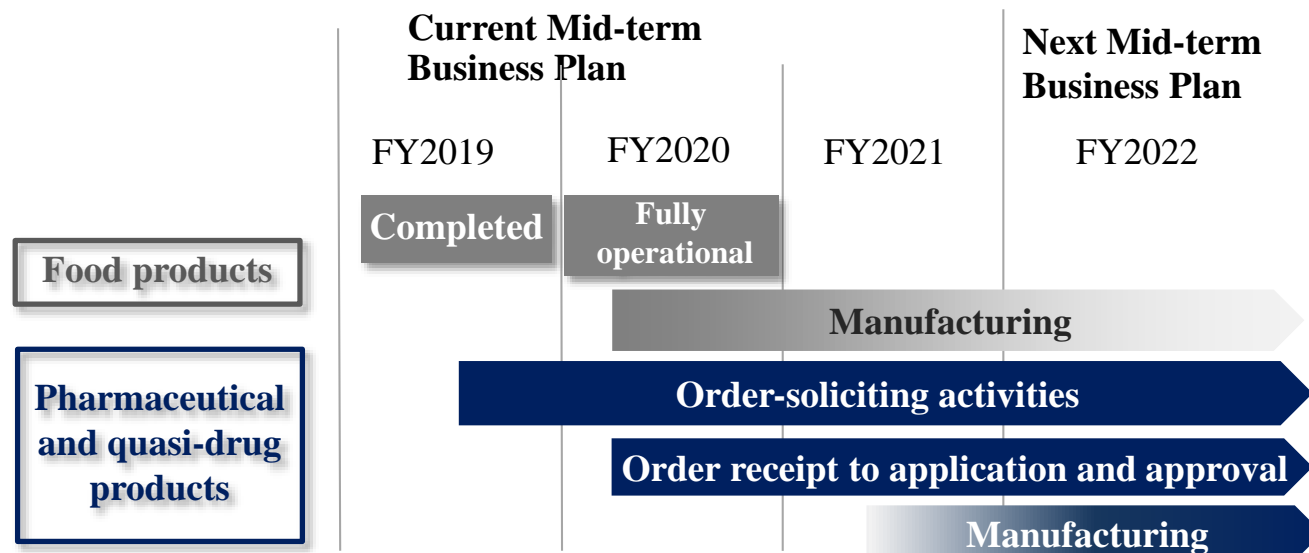 Current Mid-term
Business Plan
Next Mid-term
Business Plan
FY2019
FY2020
FY2021
FY2022
Completed
Fully
operational
Food products
Manufacturing
Pharmaceutical
and quasi-drug
products
Order-soliciting activities
Order receipt to application and approval
Manufacturing